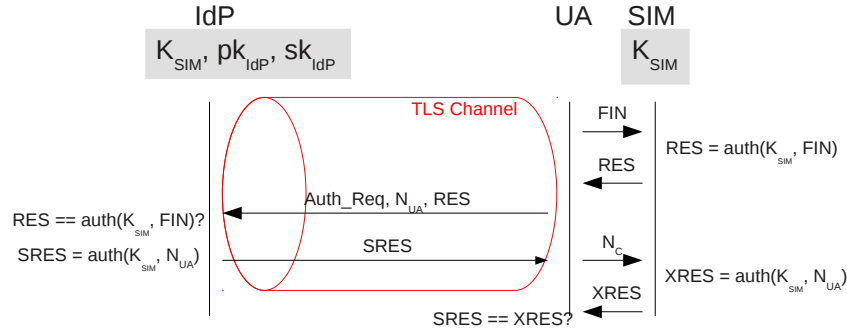 IdP UA SIM
K_SIM, pk_IdP, sk_IdP K_SIM
TLS Channel
FIN
RES = auth(K_SIM, FIN)
RES
Auth_Req, N_UA, RES
RES == auth(K_SIM, FIN)?
SRES = auth(K_SIM, N_UA)
SRES
N_C
XRES = auth(K_SIM, N_UA)
XRES
SRES == XRES?